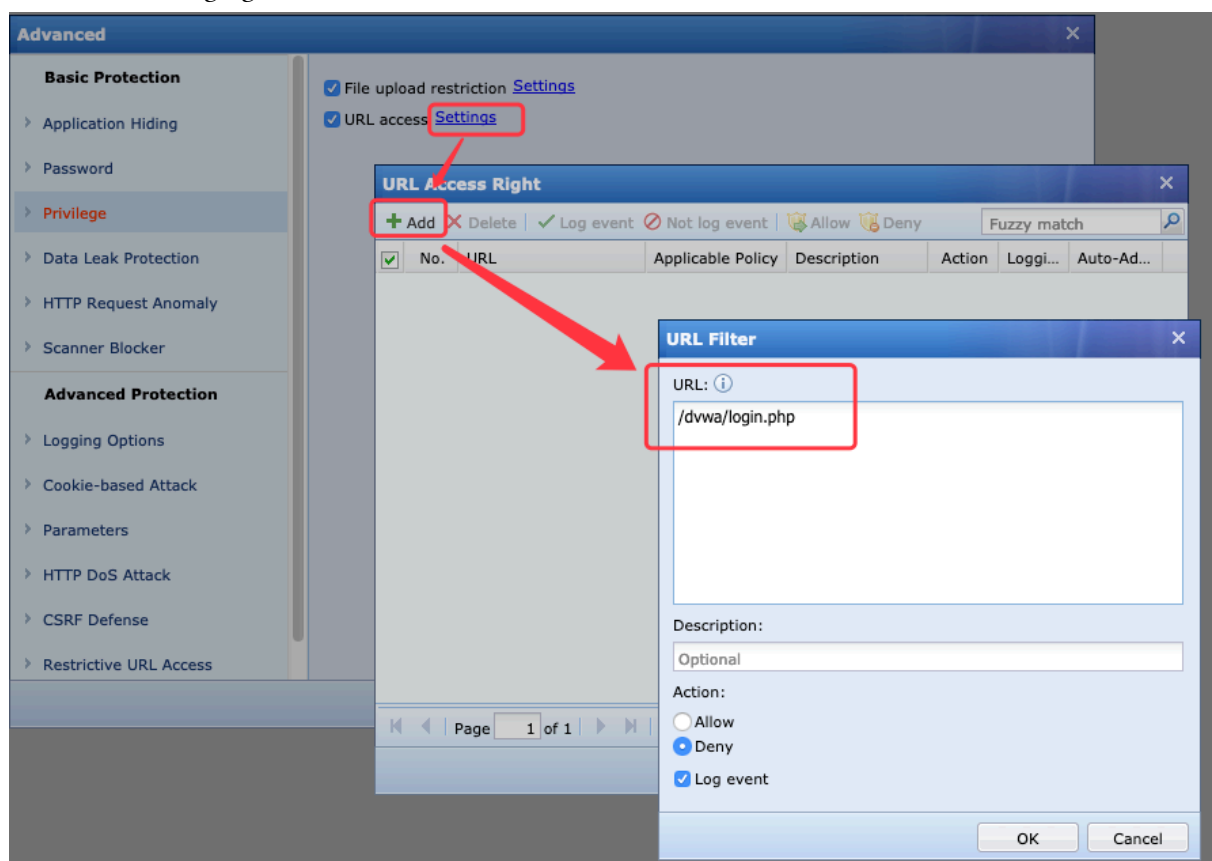 Advanced
Basic Protection
Application Hiding
Password
Privilege
Data Leak Protection
HTTP Request Anomaly
Scanner Blocker
Advanced Protection
Logging Options
Cookie-based Attack
Parameters
HTTP DoS Attack
CSRF Defense
Restrictive URL Access
File upload restriction Settings
URL access Settings
URL Access Right
Add Delete Log event Not log event Allow Deny Fuzzy match
No. URL Applicable Policy Description Action Loggi... Auto-Ad...
Page 1 of 1
URL Filter
URL:
/dvwa/login.php
Description:
Optional
Action:
Allow
Deny
Log event
OK Cancel